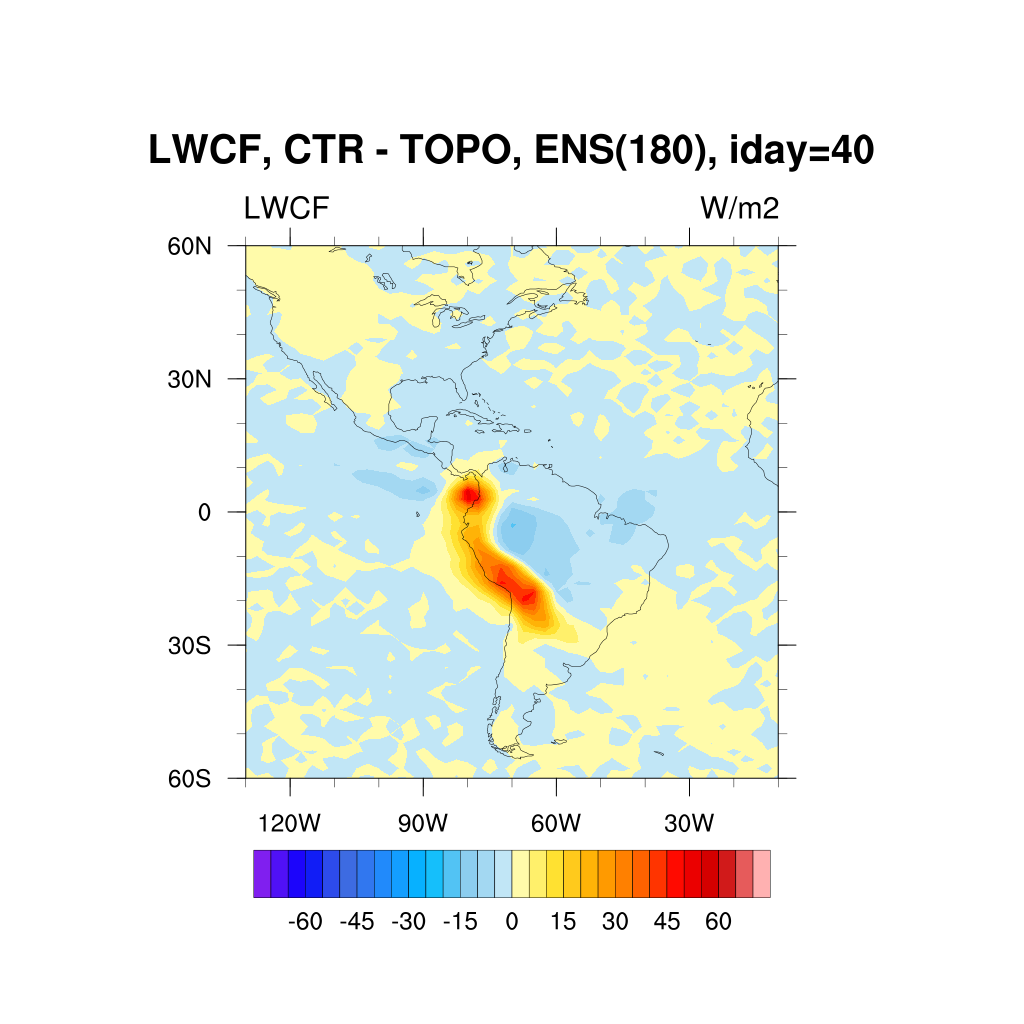 LWCF, CTR - TOPO, ENS(180), iday=40
LWCF W/m2
60N
30N
0
30S
60S
120W 90W 60W 30W
-60 -45 -30 -15 0 15 30 45 60